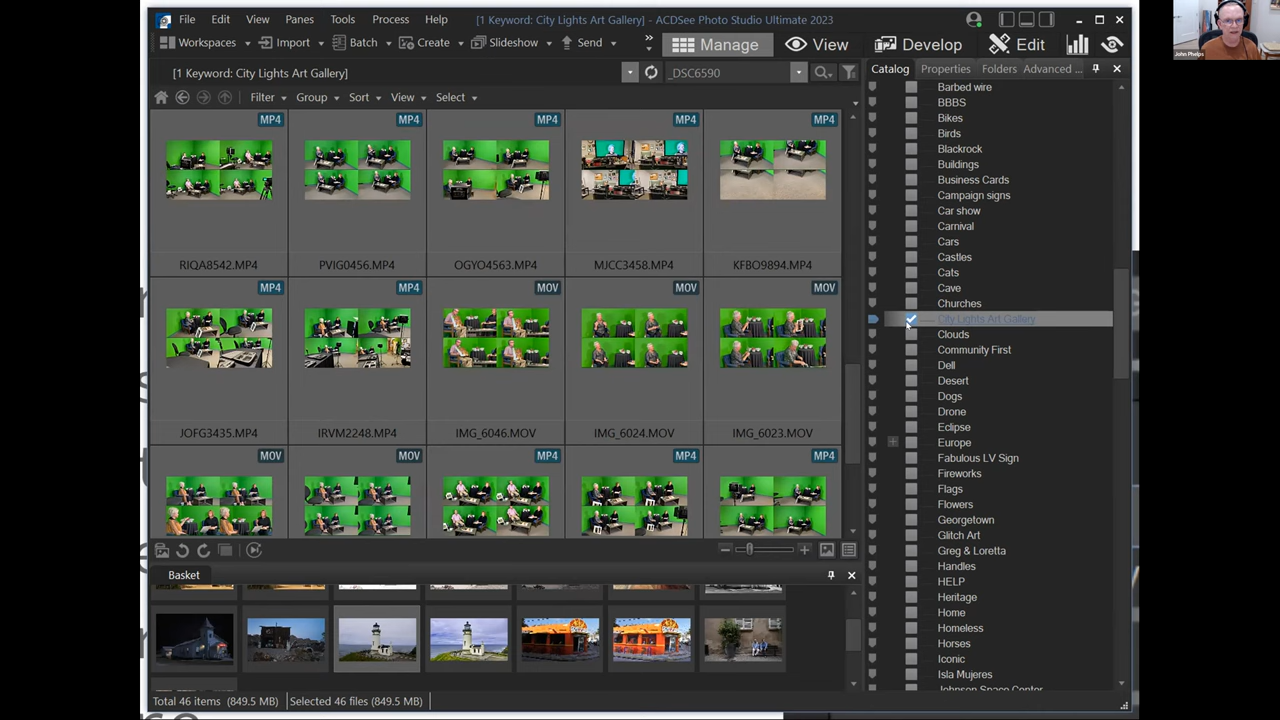 File Edit View Panes Tools Process Help [1 Keyword: City Lights Art Gallery] - ACDSee Photo Studio Ultimate 2023
Workspaces Import Batch Create Slideshow Send Manage View Develop Edit
[1 Keyword: City Lights Art Gallery] _DSC6590
Catalog Properties Folders Advanced ...
Filter Group Sort View Select
MP4 MP4 MP4 MP4 MP4
RIQA8542.MP4 PVIG0456.MP4 OGYO4563.MP4 MJCC3458.MP4 KFBO9894.MP4
MP4 MP4 MOV MOV MOV
JOFG3435.MP4 IRVM2248.MP4 IMG_6046.MOV IMG_6024.MOV IMG_6023.MOV
MOV MOV MP4 MP4 MP4
Basket
Total 46 items (849.5 MB) Selected 46 files (849.5 MB)
Barbed wire
BBBS
Bikes
Birds
Blackrock
Buildings
Business Cards
Campaign signs
Car show
Carnival
Cars
Castles
Cats
Cave
Churches
City Lights Art Gallery
Clouds
Community First
Dell
Desert
Dogs
Drone
Eclipse
Europe
Fabulous LV Sign
Fireworks
Flags
Flowers
Georgetown
Glitch Art
Greg & Loretta
Handles
HELP
Heritage
Home
Homeless
Horses
Iconic
Isla Mujeres
Johnson Space Center
John Phelps